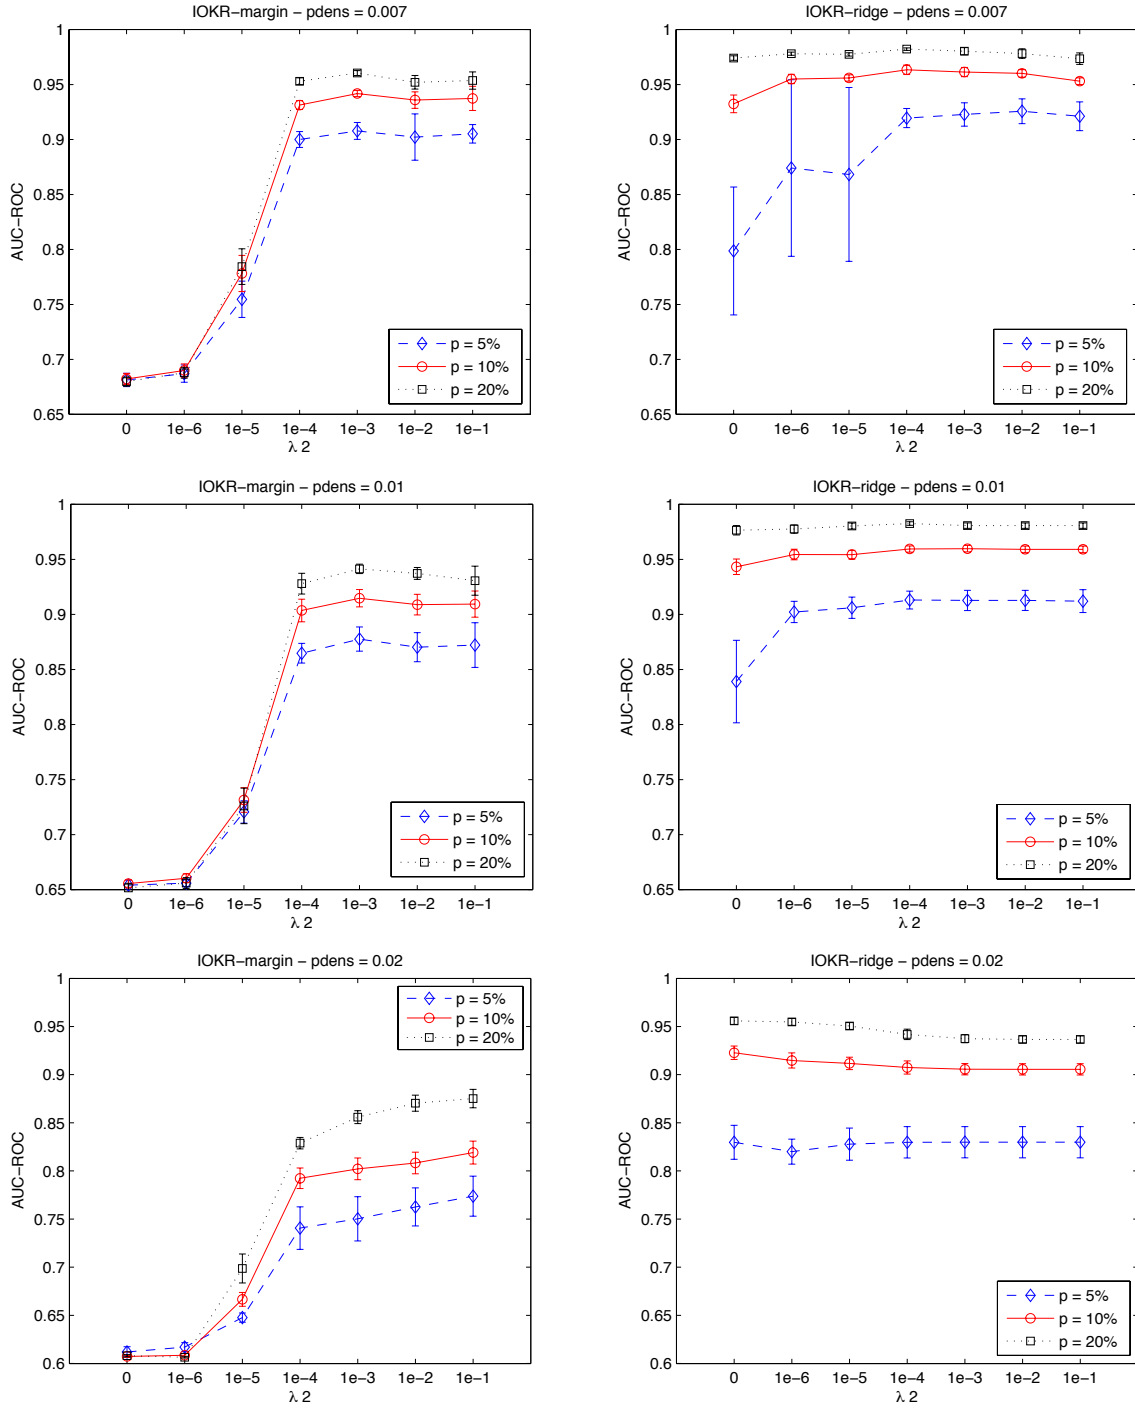 IOKR−margin − pdens = 0.007
1
0.95
0.9
0.85
0.8
0.75
0.7
0.65
AUC−ROC
p = 5%
p = 10%
p = 20%
0 1e−6 1e−5 1e−4 1e−3 1e−2 1e−1
λ 2
IOKR−ridge − pdens = 0.007
1
0.95
0.9
0.85
0.8
0.75
0.7
0.65
AUC−ROC
p = 5%
p = 10%
p = 20%
0 1e−6 1e−5 1e−4 1e−3 1e−2 1e−1
λ 2
IOKR−margin − pdens = 0.01
1
0.95
0.9
0.85
0.8
0.75
0.7
0.65
AUC−ROC
p = 5%
p = 10%
p = 20%
0 1e−6 1e−5 1e−4 1e−3 1e−2 1e−1
λ 2
IOKR−ridge − pdens = 0.01
1
0.95
0.9
0.85
0.8
0.75
0.7
0.65
AUC−ROC
p = 5%
p = 10%
p = 20%
0 1e−6 1e−5 1e−4 1e−3 1e−2 1e−1
λ 2
IOKR−margin − pdens = 0.02
1
0.95
0.9
0.85
0.8
0.75
0.7
0.65
0.6
AUC−ROC
p = 5%
p = 10%
p = 20%
0 1e−6 1e−5 1e−4 1e−3 1e−2 1e−1
λ 2
IOKR−ridge − pdens = 0.02
1
0.95
0.9
0.85
0.8
0.75
0.7
0.65
0.6
AUC−ROC
p = 5%
p = 10%
p = 20%
0 1e−6 1e−5 1e−4 1e−3 1e−2 1e−1
λ 2